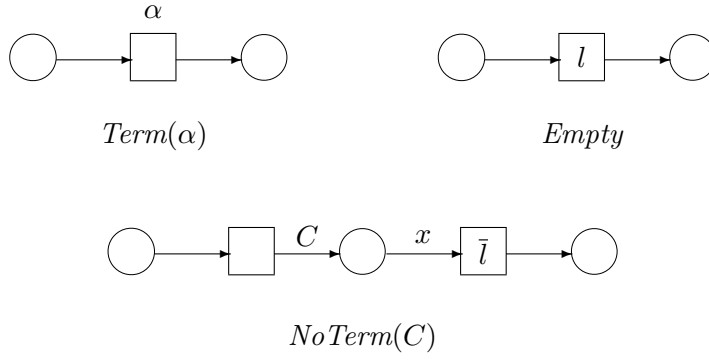 α
l
Term(α)
Empty
C
x
l̄
NoTerm(C)